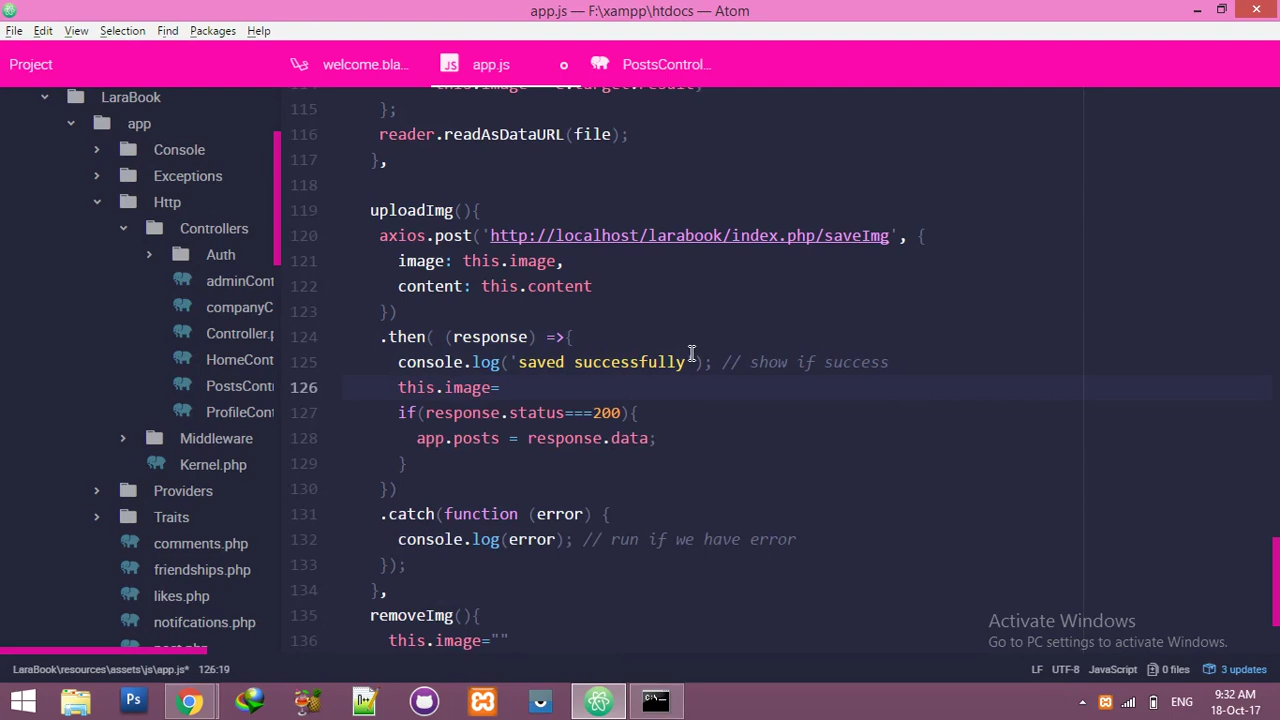 app.js — F:\xampp\htdocs — Atom
File Edit View Selection Find Packages Help
Project
welcome.bla...
app.js
PostsControl...
LaraBook
app
Console
Exceptions
Http
Controllers
Auth
adminCont
companyC
Controller.p
HomeCont
PostsContr
ProfileCont
Middleware
Kernel.php
Providers
Traits
comments.php
friendships.php
likes.php
notifcations.php
115 };
116 reader.readAsDataURL(file);
117 },
118
119 uploadImg(){
120 axios.post('http://localhost/larabook/index.php/saveImg', {
121 image: this.image,
122 content: this.content
123 })
124 .then( (response) =>{
125 console.log('saved successfully'); // show if success
126 this.image=
127 if(response.status===200){
128 app.posts = response.data;
129 }
130 })
131 .catch(function (error) {
132 console.log(error); // run if we have error
133 });
134 },
135 removeImg(){
136 this.image=""
Activate Windows
Go to PC settings to activate Windows.
LaraBook\resources\assets\js\app.js* 126:19
LF UTF-8 JavaScript 0 files 3 updates
Ps
ENG
9:32 AM
18-Oct-17